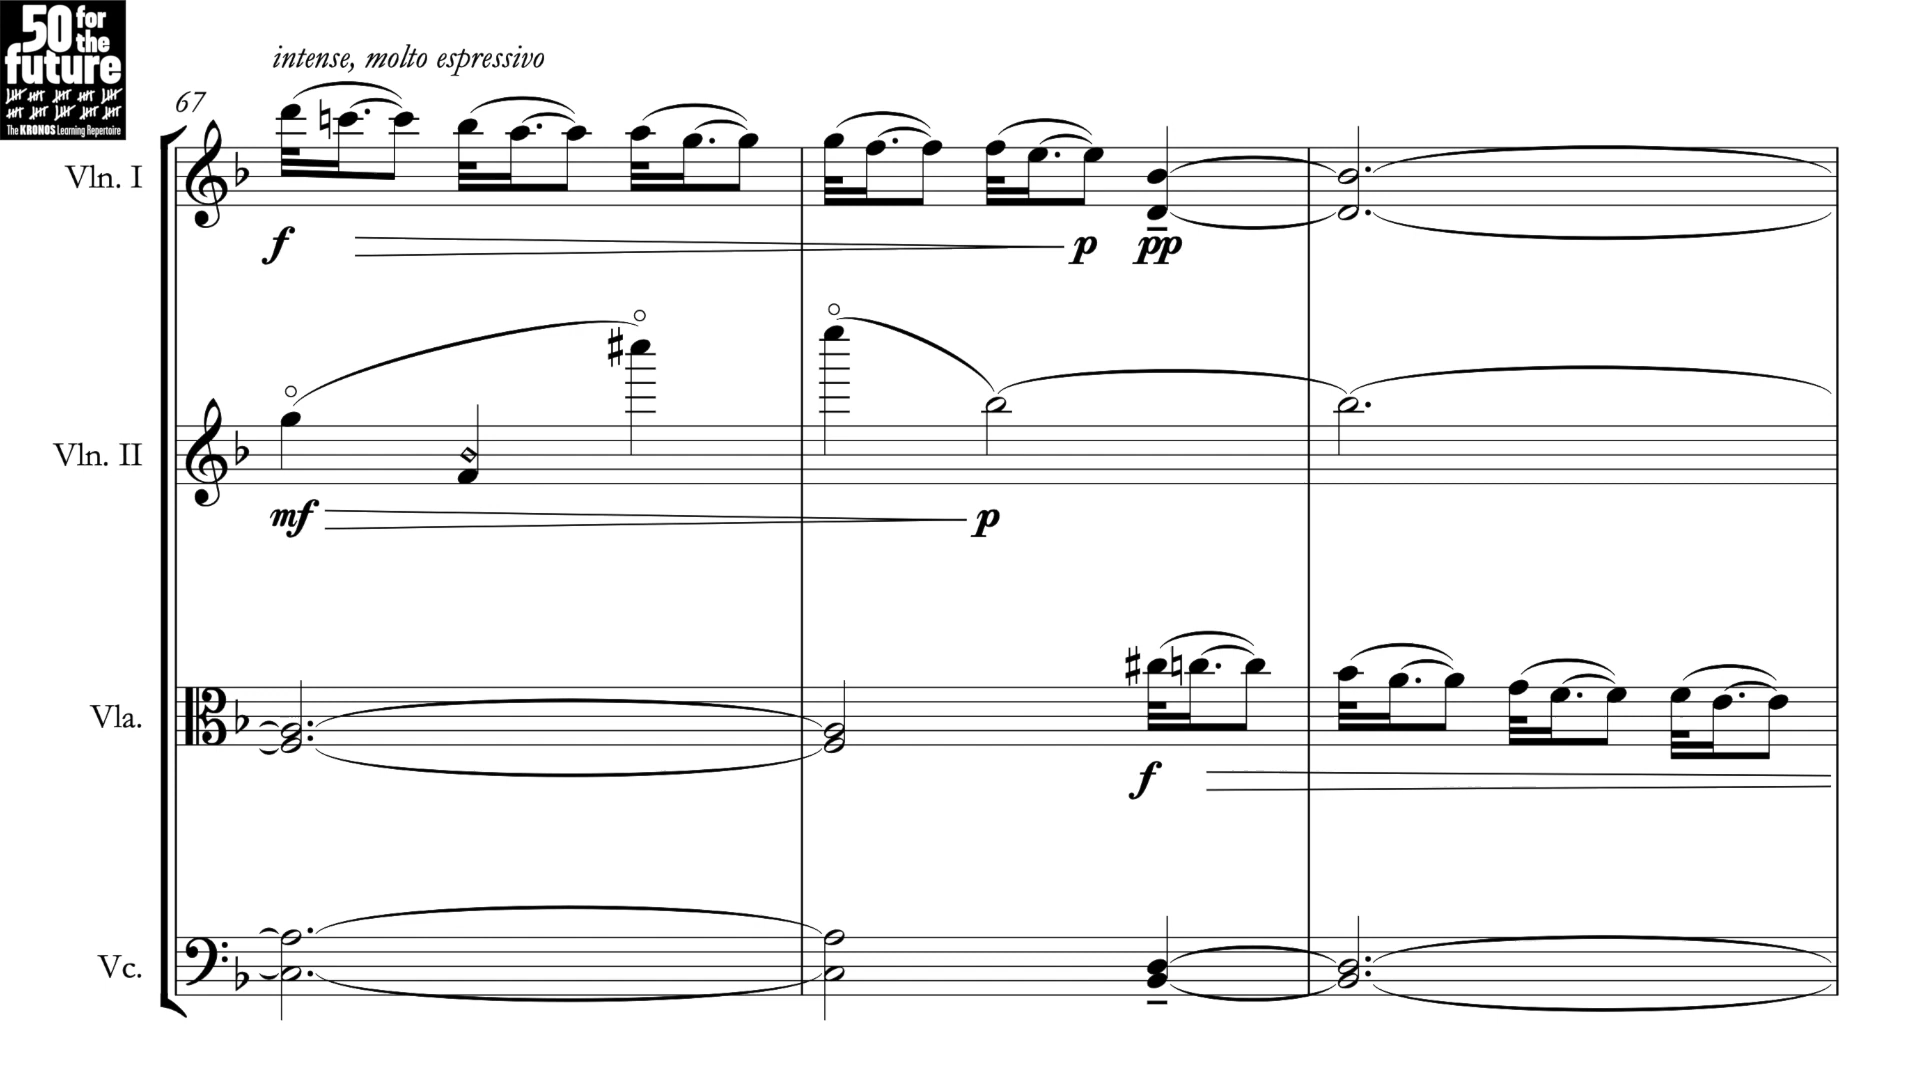 50 for
the
future
The KRONOS Learning Repertoire
intense, molto espressivo
67
Vln. I
f
p
pp
Vln. II
mf
p
Vla.
f
Vc.